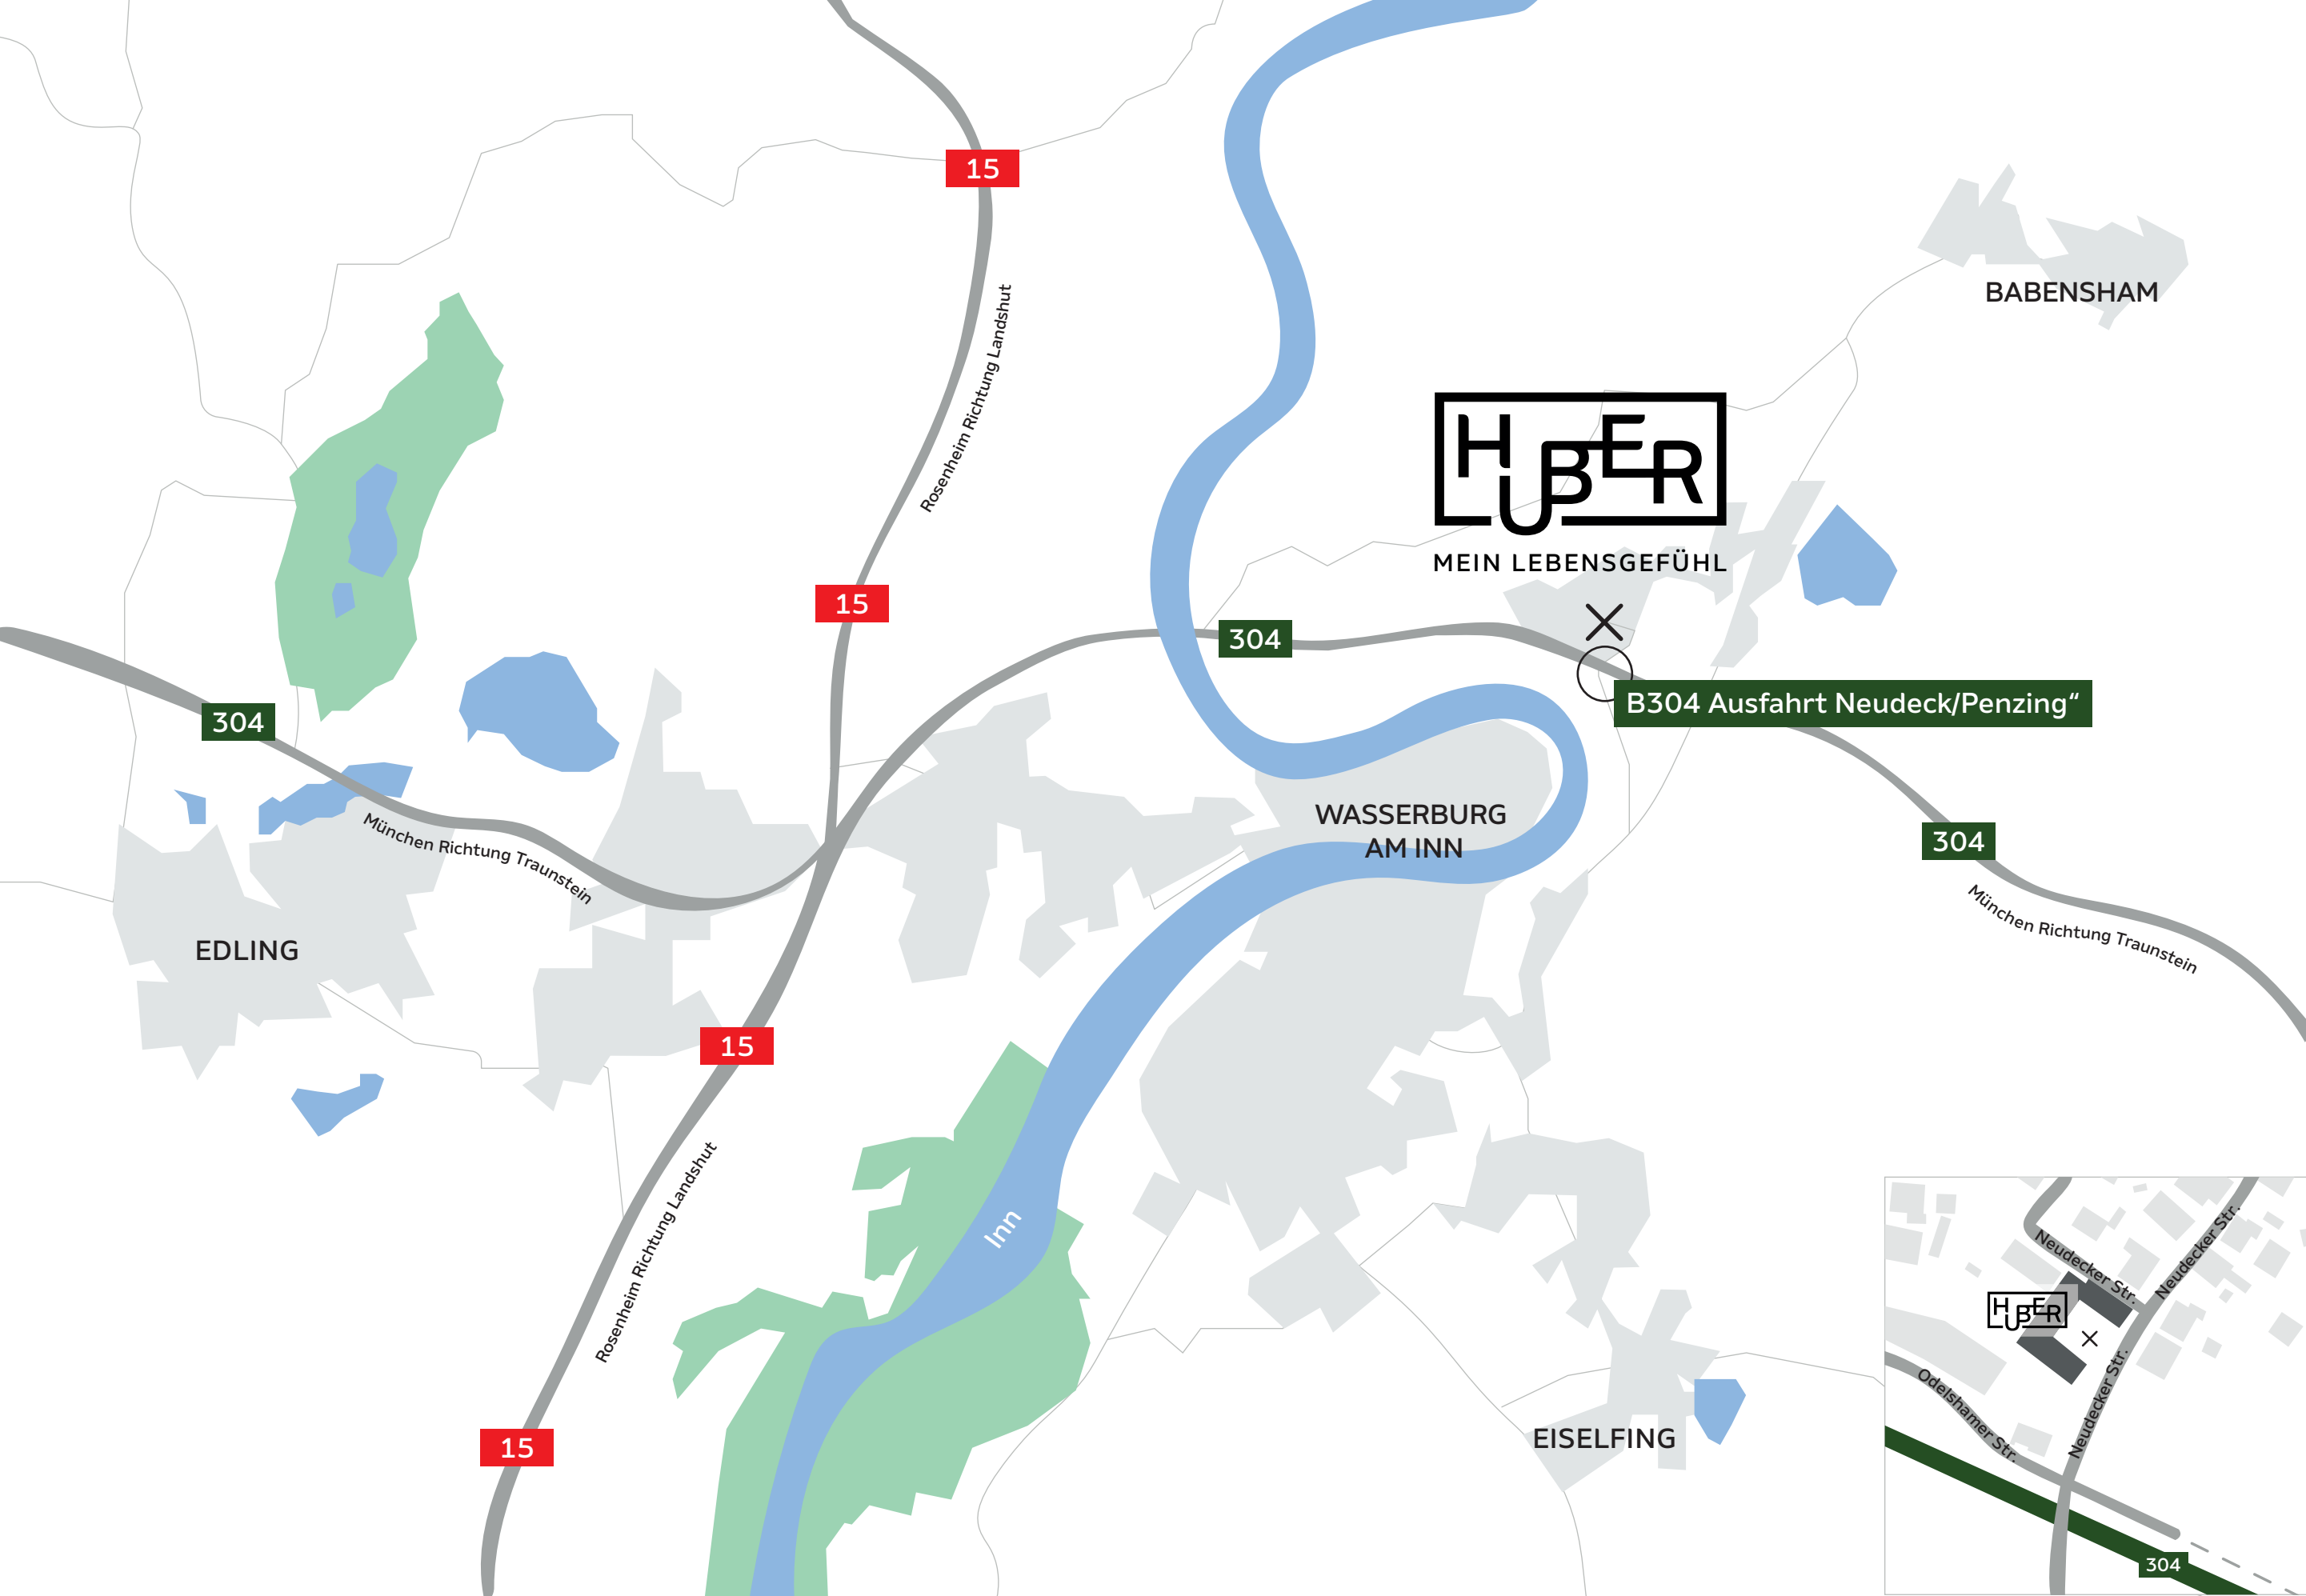 15
Rosenheim Richtung Landshut
BABENSHAM
HUBER
MEIN LEBENSGEFÜHL
15
304
304
B304 Ausfahrt Neudeck/Penzing“
München Richtung Traunstein
WASSERBURG
AM INN
304
München Richtung Traunstein
EDLING
15
Rosenheim Richtung Landshut
Inn
15
EISELFING
Neudecker Str.
Neudecker Str.
HUBER
Neudecker Str.
Odelshamer Str.
304